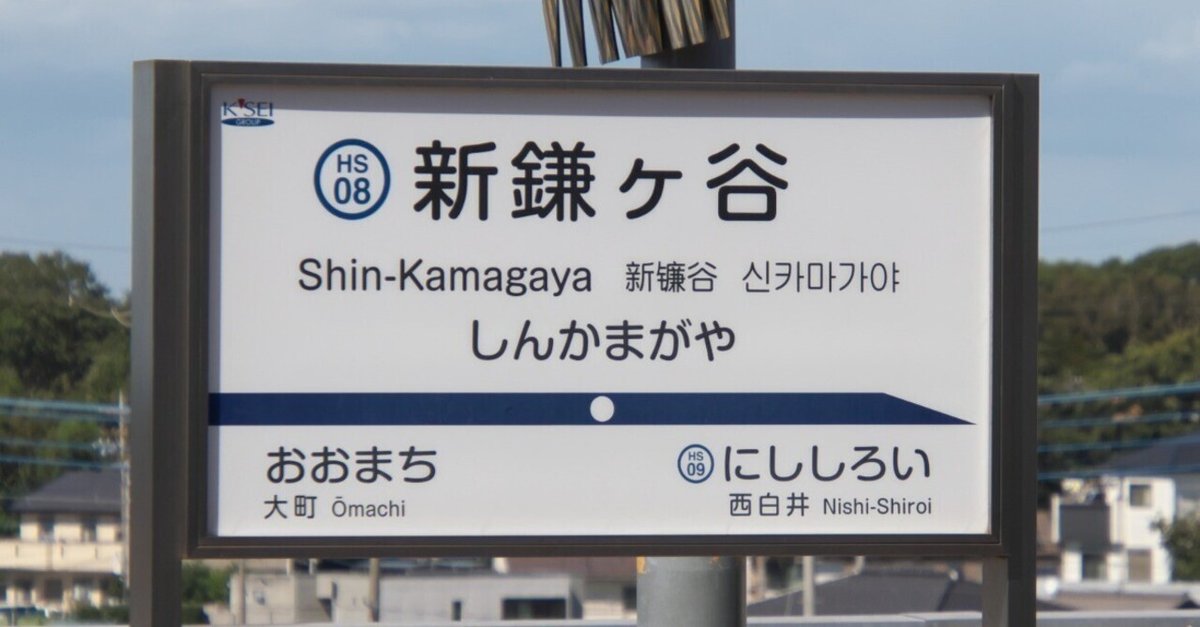 K'SEI
GROUP
HS
08
新鎌ヶ谷
Shin-Kamagaya 新镰谷 신카마가야
しんかまがや
おおまち
大町 Ōmachi
HS
09
にししろい
西白井 Nishi-Shiroi